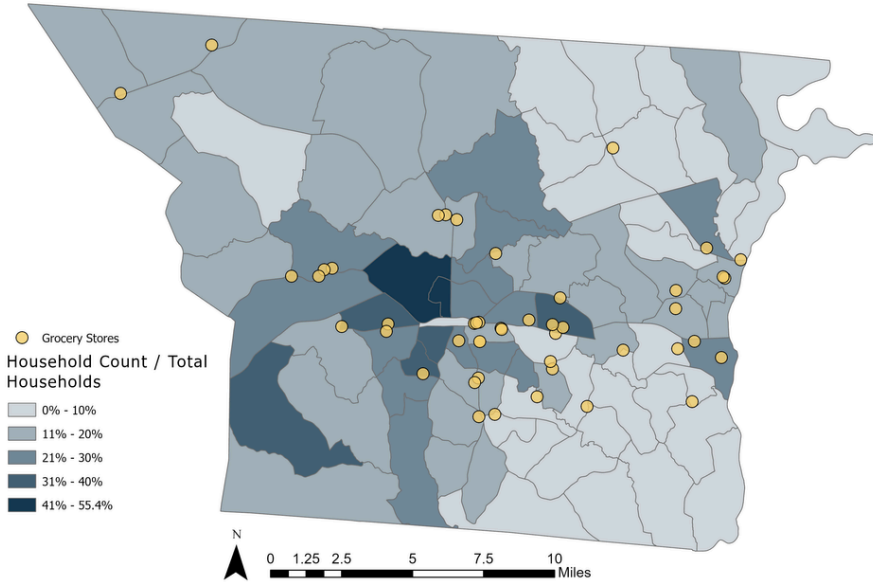 Grocery Stores
Household Count / Total
Households
0% - 10%
11% - 20%
21% - 30%
31% - 40%
41% - 55.4%
N
0 1.25 2.5 5 7.5 10
Miles